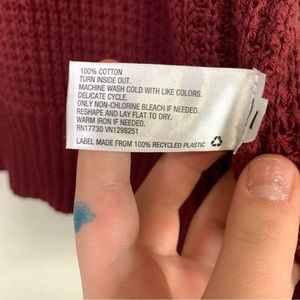 100% COTTON
TURN INSIDE OUT.
MACHINE WASH COLD WITH LIKE COLORS.
DELICATE CYCLE.
ONLY NON-CHLORINE BLEACH IF NEEDED.
RESHAPE AND LAY FLAT TO DRY.
WARM IRON IF NEEDED.
RN17730 VN1298251
LABEL MADE FROM 100% RECYCLED PLASTIC